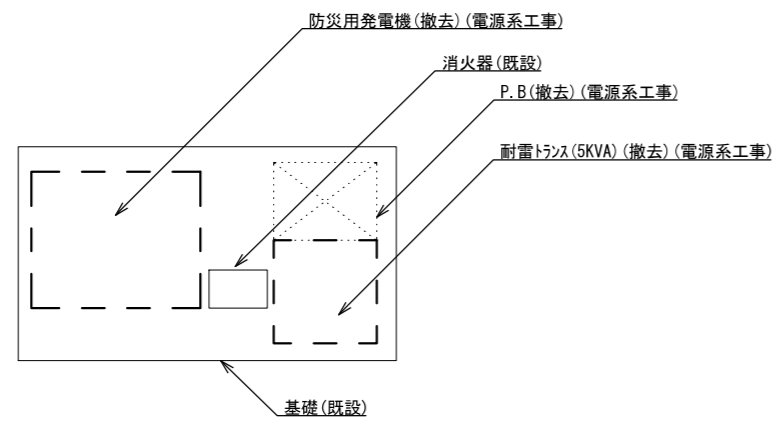 防災用発電機(撤去)(電源系工事)
消火器(既設)
P.B(撤去)(電源系工事)
耐雷ﾄﾗﾝｽ(5KVA)(撤去)(電源系工事)
基礎(既設)